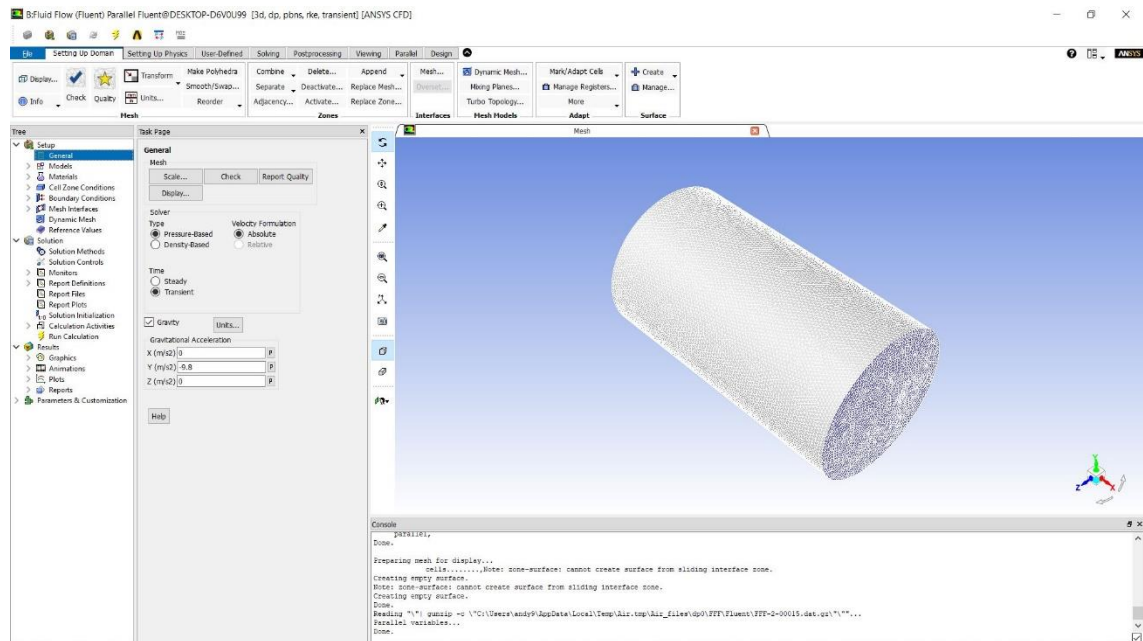 B:Fluid Flow (Fluent) Parallel Fluent@DESKTOP-D6V0U99 [3d, dp, pbns, rke, transient] [ANSYS CFD]
File Setting Up Domain Setting Up Physics User-Defined Solving Postprocessing Viewing Parallel Design ANSYS
Display... Transform Make Polyhedra Combine Delete... Append Mesh... Dynamic Mesh... Mark/Adapt Cells Create
Smooth/Swap... Separate Deactivate... Replace Mesh... Overset... Mixing Planes... Manage Registers... Manage...
Info Check Quality Units... Reorder Adjacency... Activate... Replace Zone... Turbo Topology... More
Mesh Zones Interfaces Mesh Models Adapt Surface
Tree
Setup
General
Models
Materials
Cell Zone Conditions
Boundary Conditions
Mesh Interfaces
Dynamic Mesh
Reference Values
Solution
Solution Methods
Solution Controls
Monitors
Report Definitions
Report Files
Report Plots
Solution Initialization
Calculation Activities
Run Calculation
Results
Graphics
Animations
Plots
Reports
Parameters & Customization
Task Page
General
Mesh
Scale... Check Report Quality
Display...
Solver
Type Velocity Formulation
Pressure-Based Absolute
Density-Based Relative
Time
Steady
Transient
Gravity Units...
Gravitational Acceleration
X (m/s2) 0 P
Y (m/s2) -9.8 P
Z (m/s2) 0 P
Help
Mesh
Y
Z X
Console
parallel,
Done.
Preparing mesh for display...
cells........,Note: zone-surface: cannot create surface from sliding interface zone.
Creating empty surface.
Note: zone-surface: cannot create surface from sliding interface zone.
Creating empty surface.
Done.
Reading "\"| gunzip -c \"C:\Users\andy9\AppData\Local\Temp\Air.tmp\Air_files\dp0\FFF\Fluent\FFF-2-00015.dat.gz\"\""...
Parallel variables...
Done.